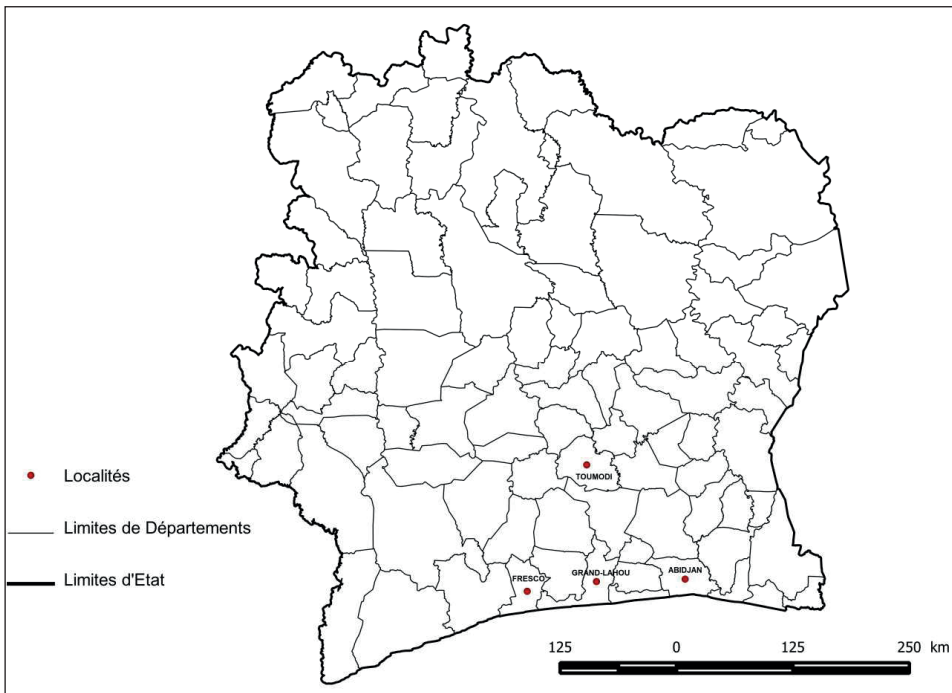 TOUMODI
FRESCO
GRAND-LAHOU
ABIDJAN
Localités
Limites de Départements
Limites d'Etat
125 0 125 250 km